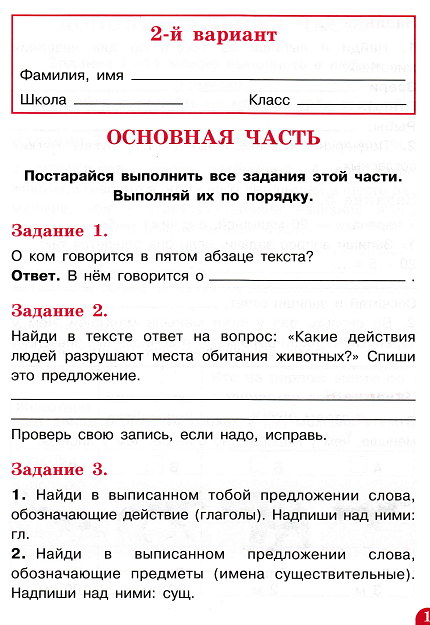 2-й вариант
Фамилия, имя
Школа Класс
ОСНОВНАЯ ЧАСТЬ
Постарайся выполнить все задания этой части.
Выполняй их по порядку.
Задание 1.
О ком говорится в пятом абзаце текста?
Ответ. В нём говорится о .
Задание 2.
Найди в тексте ответ на вопрос: «Какие действия
людей разрушают места обитания животных?» Спиши
это предложение.
Проверь свою запись, если надо, исправь.
Задание 3.
1. Найди в выписанном тобой предложении слова,
обозначающие действие (глаголы). Надпиши над ними:
гл.
2. Найди в выписанном предложении слова,
обозначающие предметы (имена существительные).
Надпиши над ними: сущ.
1